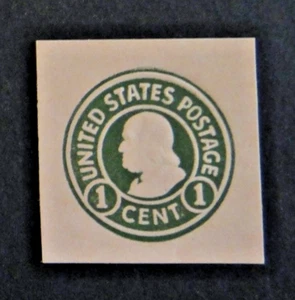 UNITED STATES POSTAGE
1 CENT. 1